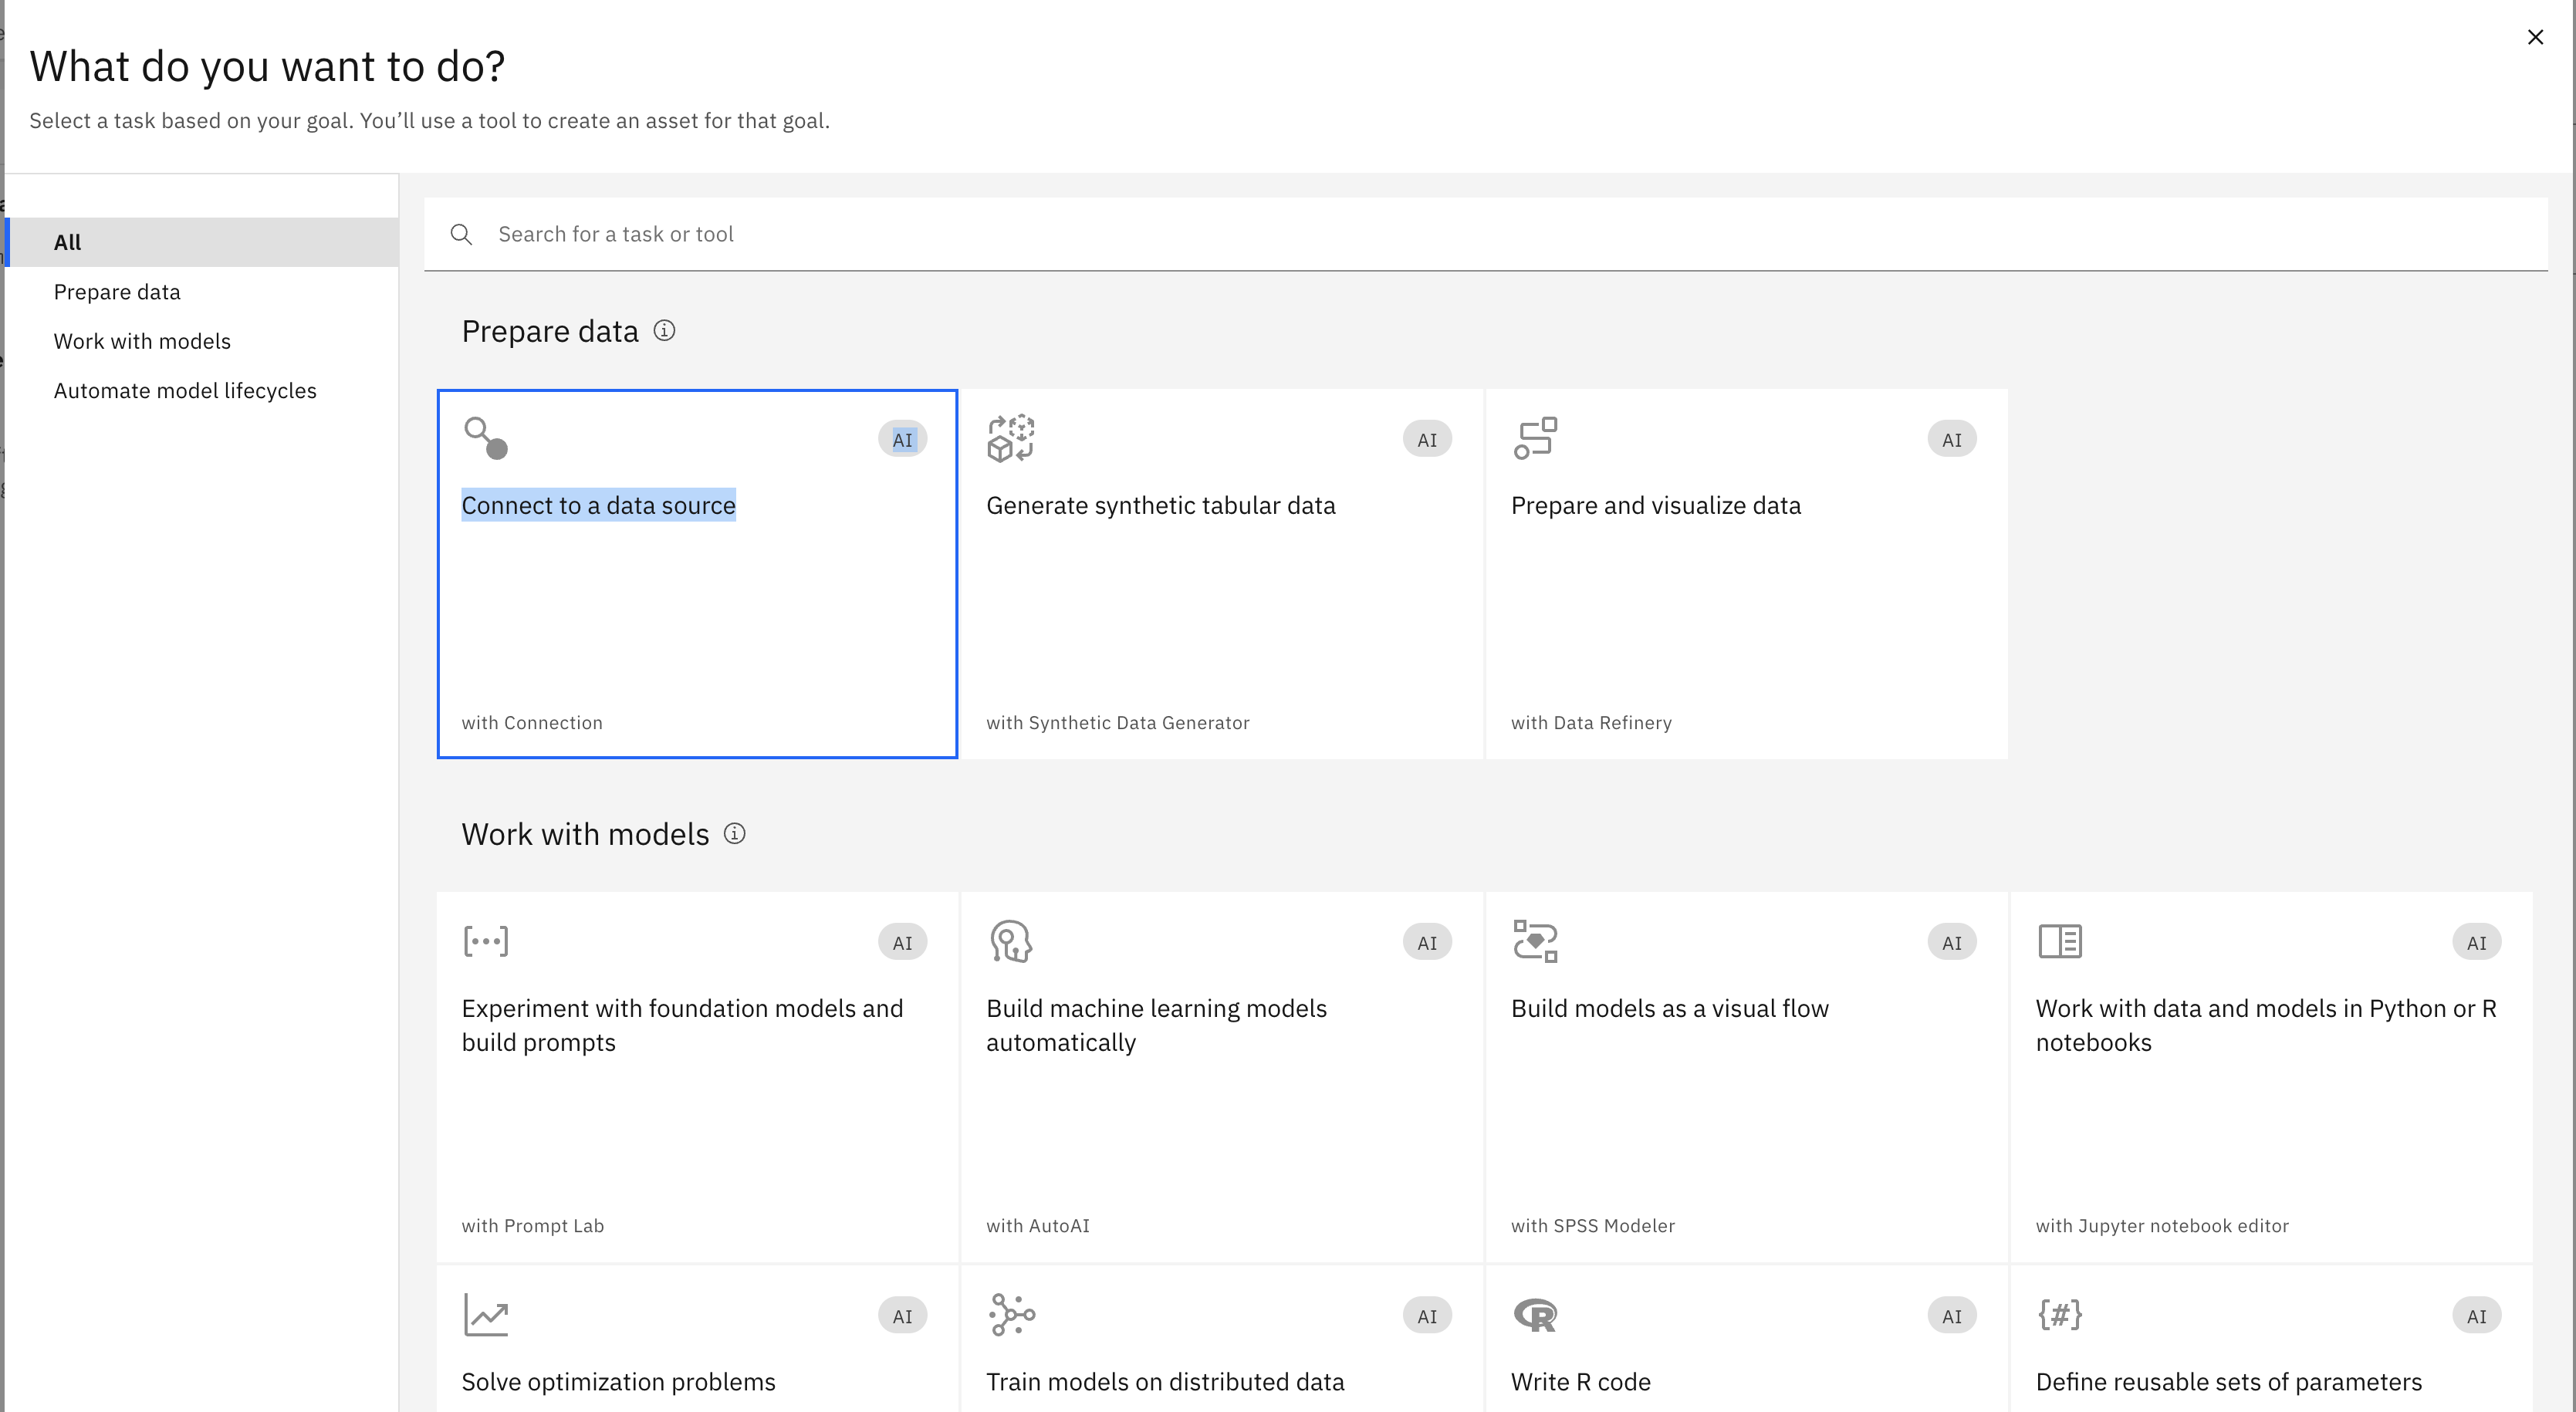 What do you want to do?
Select a task based on your goal. You’ll use a tool to create an asset for that goal.
All
Prepare data
Work with models
Automate model lifecycles
Search for a task or tool
Prepare data
AI
Connect to a data source
with Connection
AI
Generate synthetic tabular data
with Synthetic Data Generator
AI
Prepare and visualize data
with Data Refinery
Work with models
AI
Experiment with foundation models and
build prompts
with Prompt Lab
AI
Build machine learning models
automatically
with AutoAI
AI
Build models as a visual flow
with SPSS Modeler
AI
Work with data and models in Python or R
notebooks
with Jupyter notebook editor
AI
Solve optimization problems
AI
Train models on distributed data
R
AI
Write R code
{#}
AI
Define reusable sets of parameters